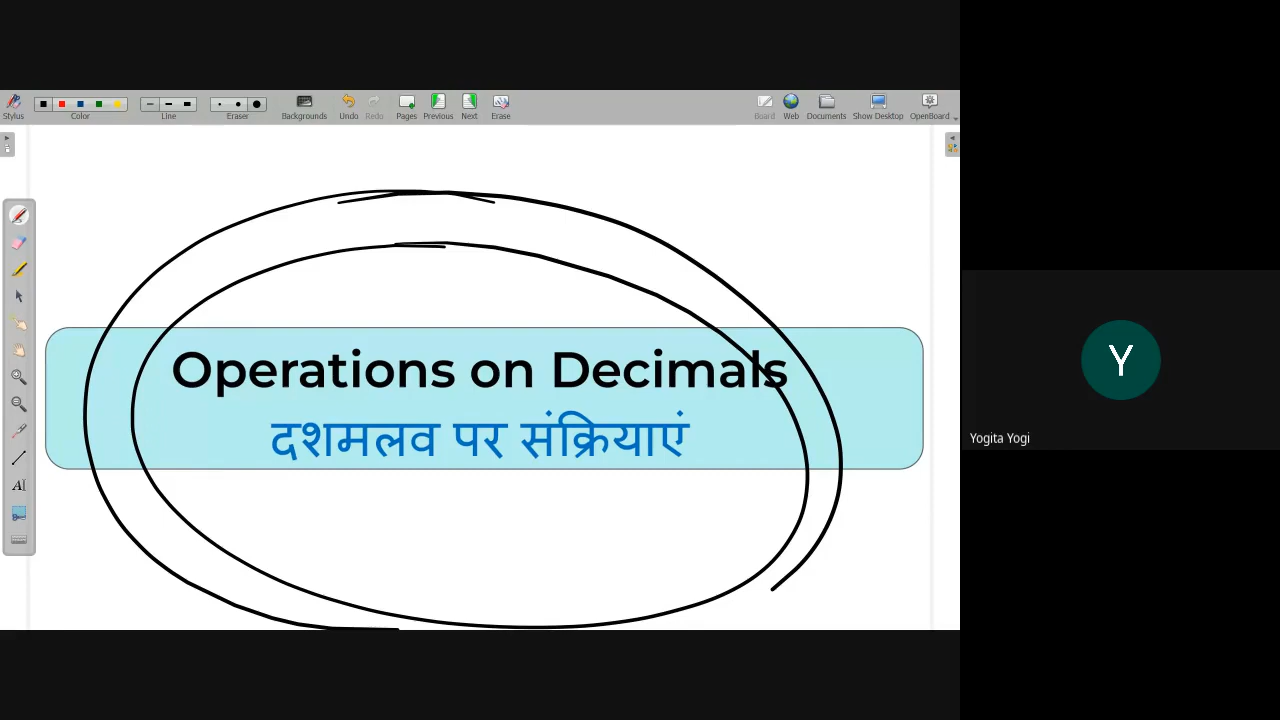 Stylus Color Line Eraser Backgrounds Undo Redo Pages Previous Next Erase Board Web Documents Show Desktop OpenBoard
Operations on Decimals
दशमलव पर संक्रियाएं
AI
Y
Yogita Yogi